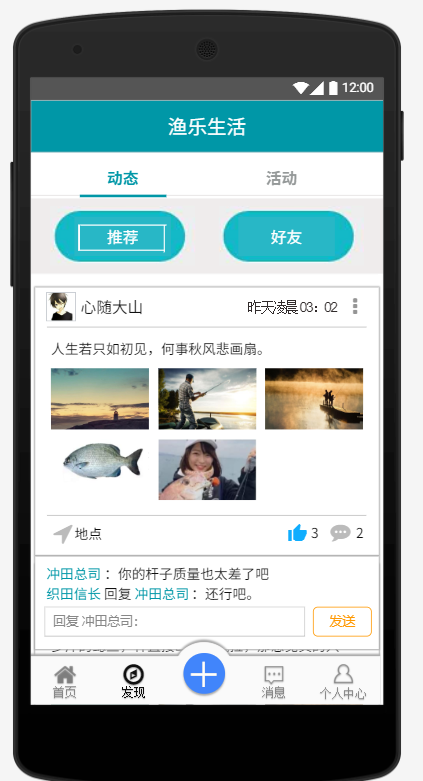 12:00
渔乐生活
动态 活动
推荐 好友
心随大山 昨天凌晨03：02
人生若只如初见，何事秋风悲画扇。
地点 3 2
冲田总司：你的杆子质量也太差了吧
织田信长 回复 冲田总司：还行吧。
回复 冲田总司： 发送
首页 发现 消息 个人中心